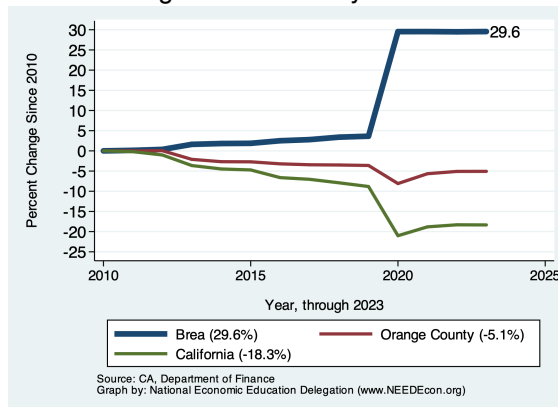 30
25
20
15
10
5
0
-5
-10
-15
-20
-25
Percent Change Since 2010
29.6
2010
2015
2020
2025
Year, through 2023
Brea (29.6%)
Orange County (-5.1%)
California (-18.3%)
Source: CA, Department of Finance
Graph by: National Economic Education Delegation (www.NEEDEcon.org)